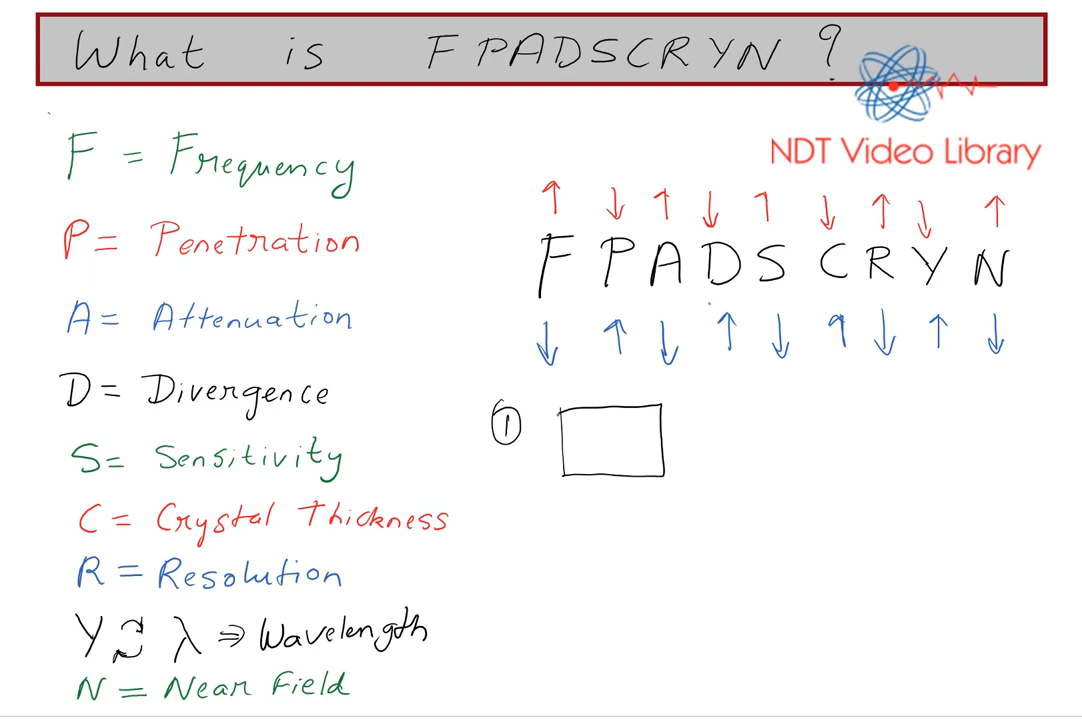 What is FPADSCRYN?
NDT Video Library
F = Frequency
P = Penetration
A = Attenuation
D = Divergence
S = Sensitivity
C = Crystal Thickness
R = Resolution
Y ⇄ λ ⇒ Wavelength
N = Near Field
↑ ↓ ↑ ↓ ↑ ↓ ↑ ↓ ↑
F P A D S C R Y N
↓ ↑ ↓ ↑ ↓ ↑ ↓ ↑ ↓
①